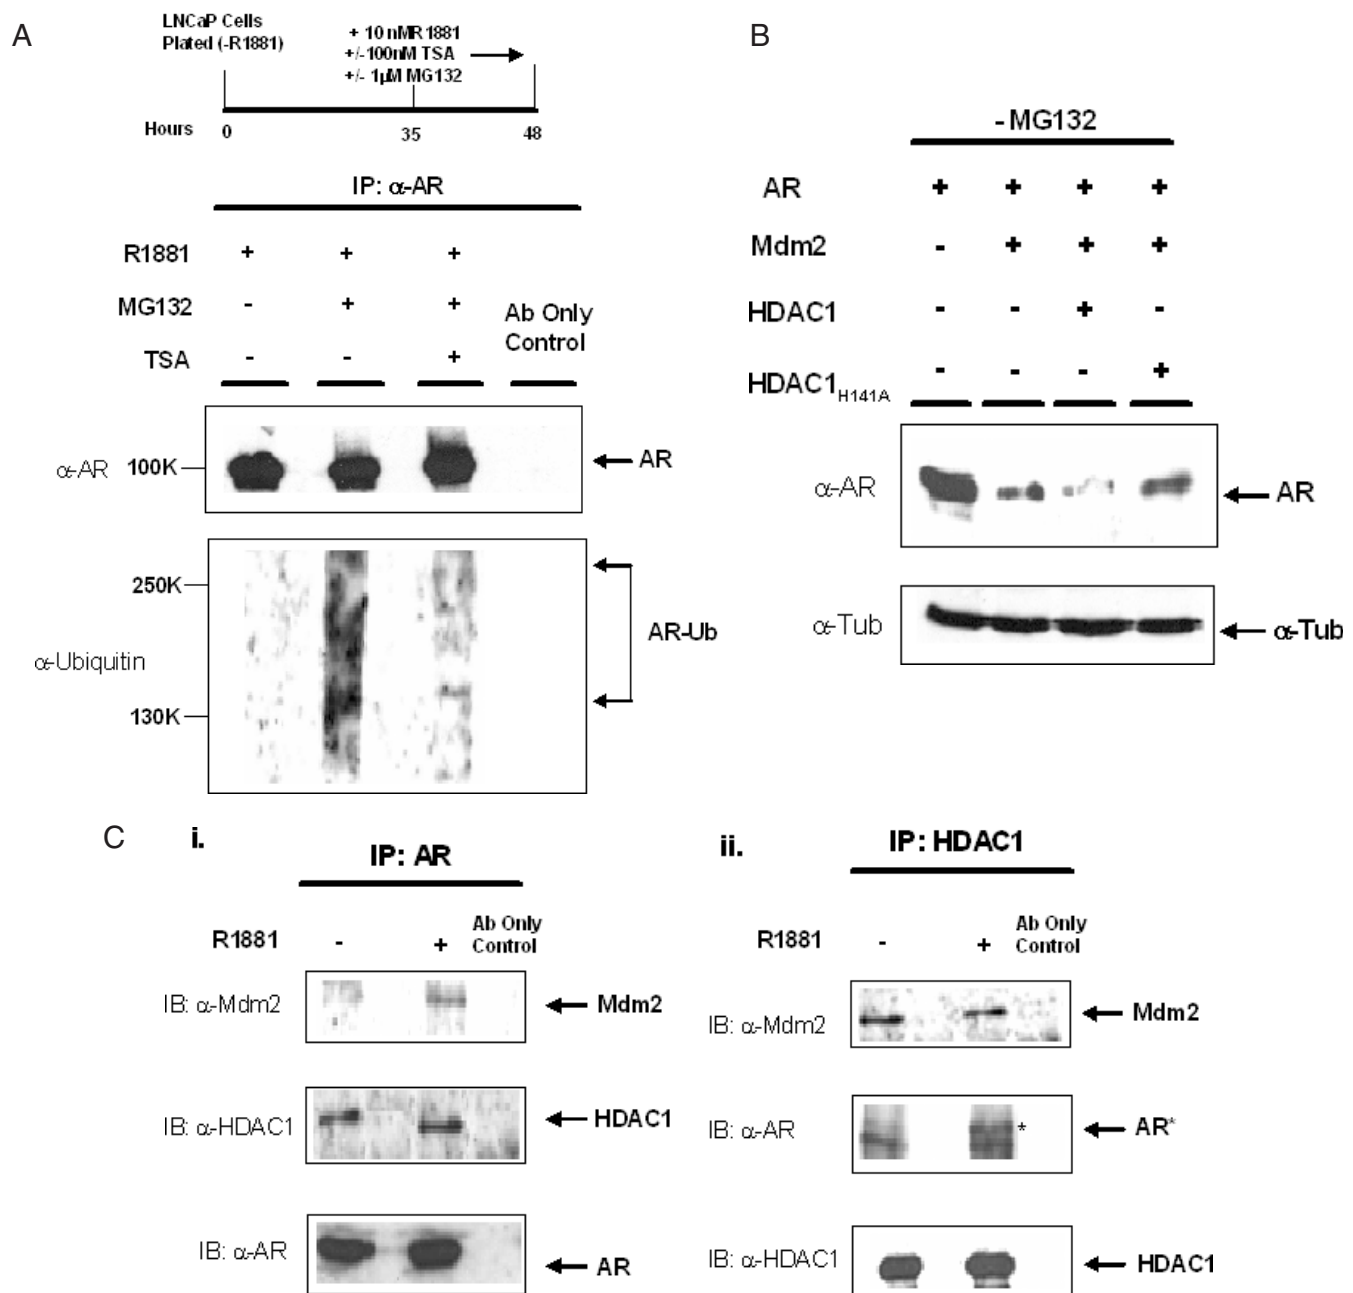 A
LNCaP Cells
Plated (-R1881)
+ 10 nMR1881
+/-100nM TSA
+/- 1µM MG132
Hours 0 35 48
IP: α-AR
R1881 + + +
MG132 - + +
TSA - - +
Ab Only
Control
α-AR 100K AR
250K
α-Ubiquitin AR-Ub
130K
B
- MG132
AR + + + +
Mdm2 - + + +
HDAC1 - - + -
HDAC1H141A - - - +
α-AR AR
α-Tub α-Tub
C i.
IP: AR
R1881 - + Ab Only
Control
IB: α-Mdm2 Mdm2
IB: α-HDAC1 HDAC1
IB: α-AR AR
ii.
IP: HDAC1
R1881 - + Ab Only
Control
IB: α-Mdm2 Mdm2
IB: α-AR * AR*
IB: α-HDAC1 HDAC1